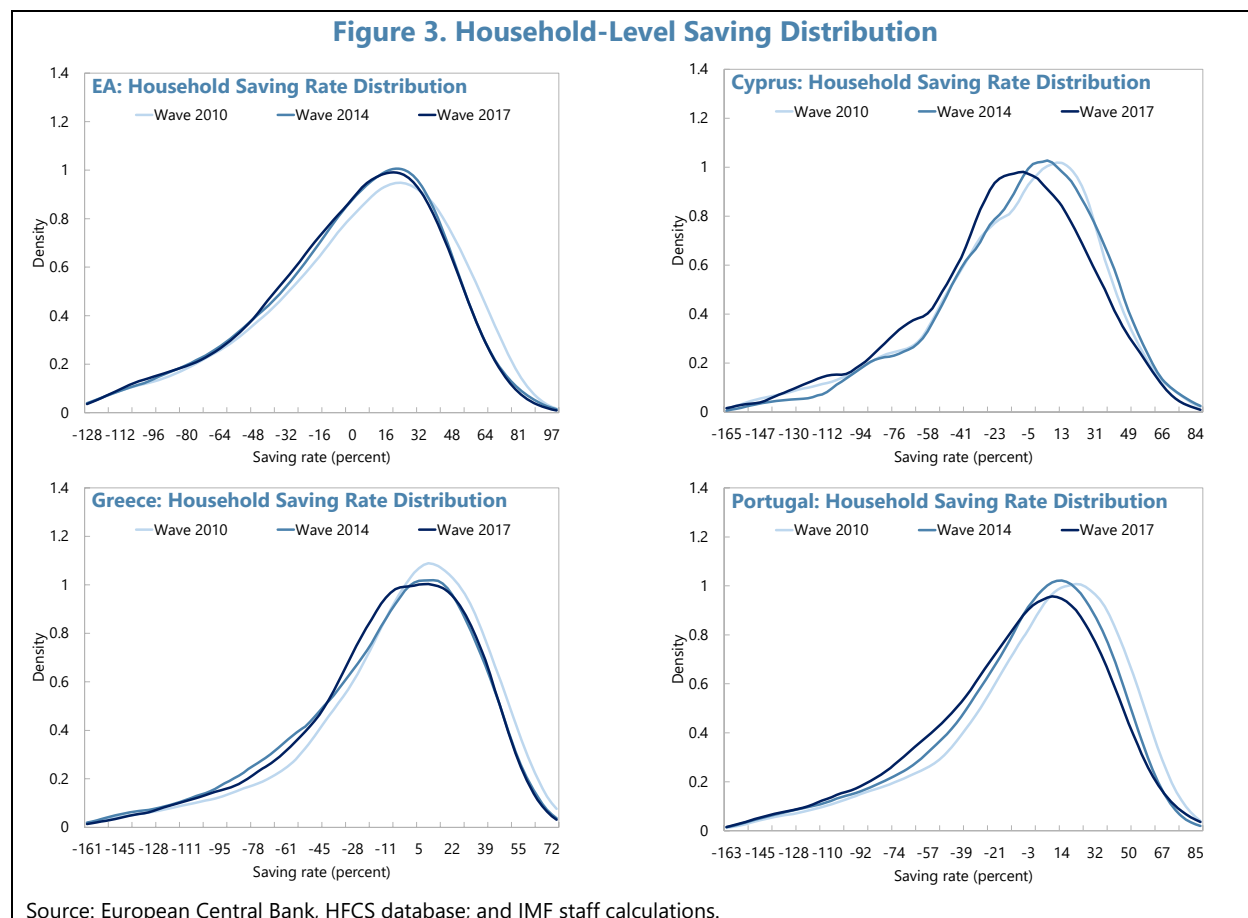 Figure 3. Household-Level Saving Distribution
EA: Household Saving Rate Distribution
Wave 2010 Wave 2014 Wave 2017
1.4
1.2
1
0.8
0.6
0.4
0.2
0
Density
-128 -112 -96 -80 -64 -48 -32 -16 0 16 32 48 64 81 97
Saving rate (percent)
Cyprus: Household Saving Rate Distribution
Wave 2010 Wave 2014 Wave 2017
1.4
1.2
1
0.8
0.6
0.4
0.2
0
Density
-165 -147 -130 -112 -94 -76 -58 -41 -23 -5 13 31 49 66 84
Saving rate (percent)
Greece: Household Saving Rate Distribution
Wave 2010 Wave 2014 Wave 2017
1.4
1.2
1
0.8
0.6
0.4
0.2
0
Density
-161 -145 -128 -111 -95 -78 -61 -45 -28 -11 5 22 39 55 72
Saving rate (percent)
Portugal: Household Saving Rate Distribution
Wave 2010 Wave 2014 Wave 2017
1.4
1.2
1
0.8
0.6
0.4
0.2
0
Density
-163 -145 -128 -110 -92 -74 -57 -39 -21 -3 14 32 50 67 85
Saving rate (percent)
Source: European Central Bank, HFCS database; and IMF staff calculations.